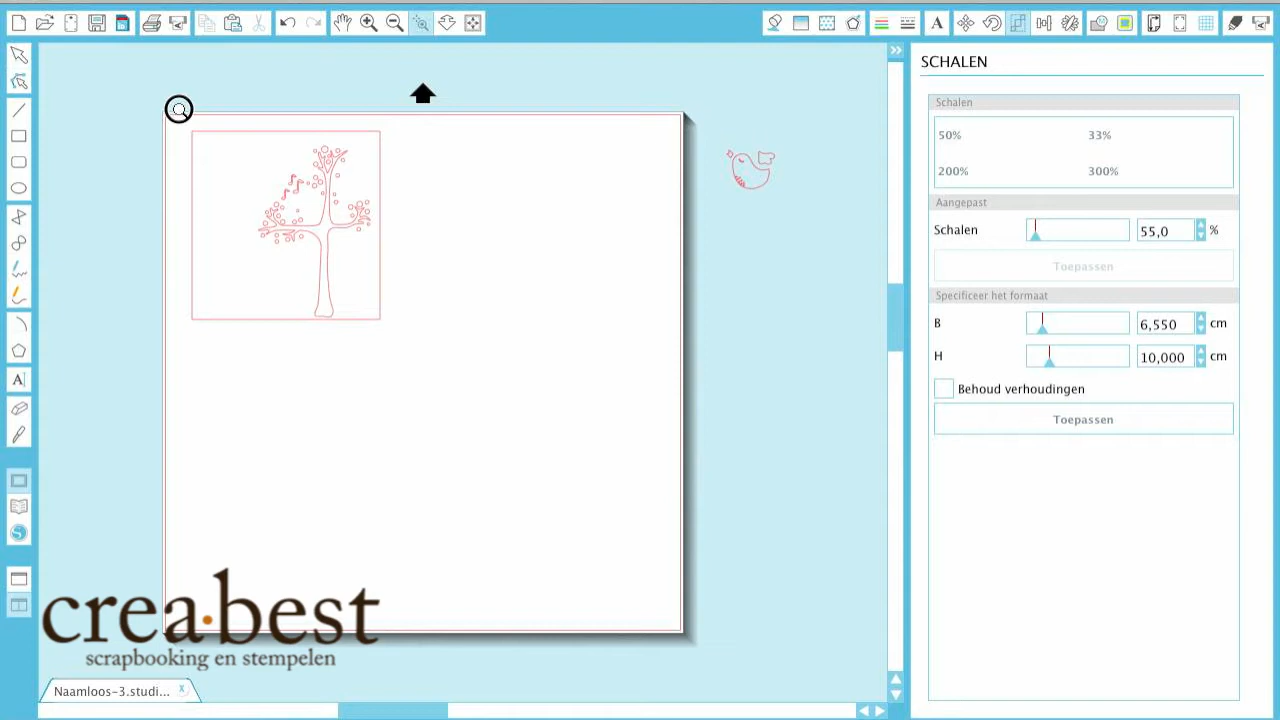 SCHALEN
Schalen
50% 33%
200% 300%
Aangepast
Schalen 55,0 %
Toepassen
Specificeer het formaat
B 6,550 cm
H 10,000 cm
Behoud verhoudingen
Toepassen
crea·best
scrapbooking en stempelen
Naamloos-3.studi... x